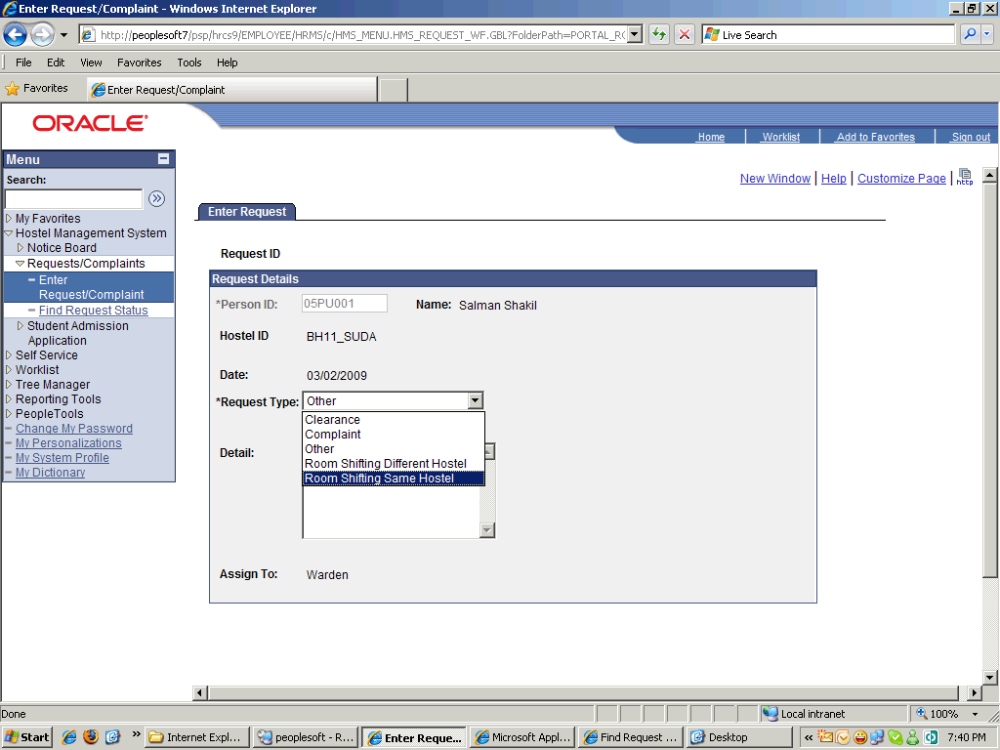 Enter Request/Complaint - Windows Internet Explorer
http://peoplesoft7/psp/hrcs9/EMPLOYEE/HRMS/c/HMS_MENU.HMS_REQUEST_WF.GBL?FolderPath=PORTAL_RO
Live Search
File Edit View Favorites Tools Help
Favorites
Enter Request/Complaint
ORACLE
Home Worklist Add to Favorites Sign out
Menu
Search:
My Favorites
Hostel Management System
Notice Board
Requests/Complaints
Enter
Request/Complaint
Find Request Status
Student Admission
Application
Self Service
Worklist
Tree Manager
Reporting Tools
PeopleTools
Change My Password
My Personalizations
My System Profile
My Dictionary
New Window | Help | Customize Page | http
Enter Request
Request ID
Request Details
*Person ID: 05PU001 Name: Salman Shakil
Hostel ID BH11_SUDA
Date: 03/02/2009
*Request Type: Other
Clearance
Complaint
Other
Room Shifting Different Hostel
Room Shifting Same Hostel
Detail:
Assign To: Warden
Done Local intranet 100%
Start Internet Expl... peoplesoft - R... Enter Reque... Microsoft Appl... Find Request ... Desktop 7:40 PM